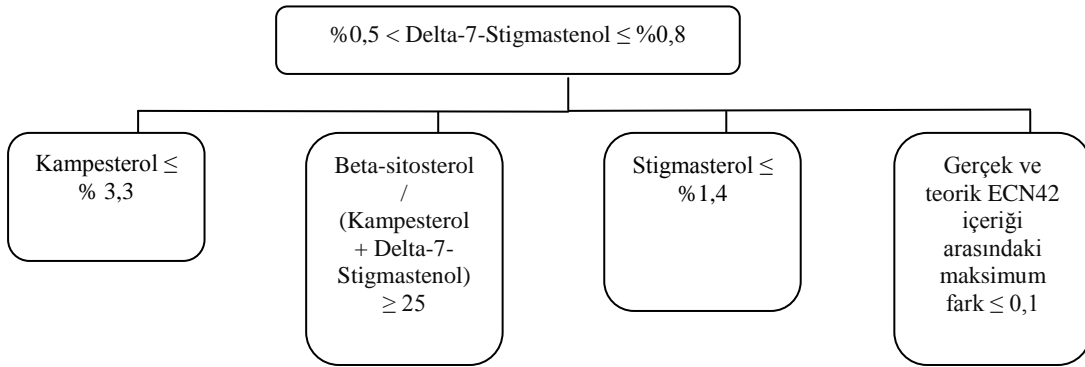 %0,5 < Delta-7-Stigmastenol ≤ %0,8
Kampesterol ≤
% 3,3
Beta-sitosterol
/
(Kampesterol
+ Delta-7-
Stigmastenol)
≥ 25
Stigmasterol ≤
%1,4
Gerçek ve
teorik ECN42
içeriği
arasındaki
maksimum
fark ≤ 0,1